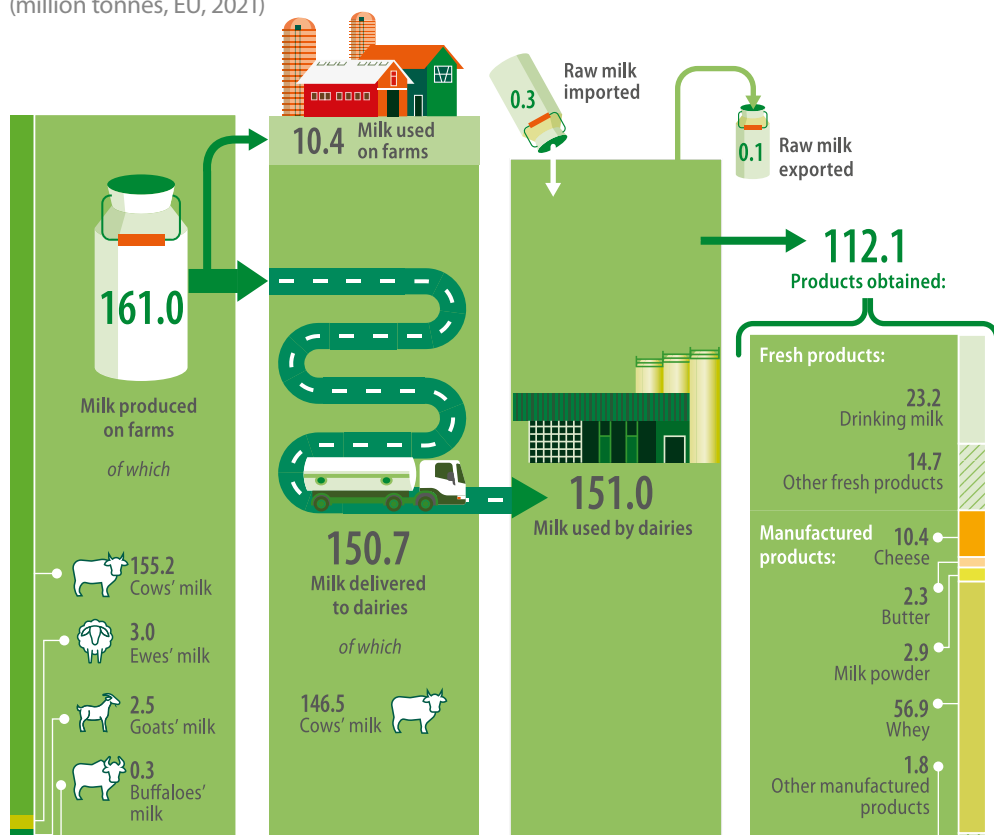 (million tonnes, EU, 2021)
10.4
Milk used
on farms
0.3
Raw milk
imported
0.1
Raw milk
exported
161.0
Milk produced
on farms
of which
155.2
Cows' milk
3.0
Ewes' milk
2.5
Goats' milk
0.3
Buffaloes'
milk
150.7
Milk delivered
to dairies
of which
146.5
Cows' milk
151.0
Milk used by dairies
112.1
Products obtained:
Fresh products:
23.2
Drinking milk
14.7
Other fresh products
Manufactured
products:
10.4
Cheese
2.3
Butter
2.9
Milk powder
56.9
Whey
1.8
Other manufactured
products